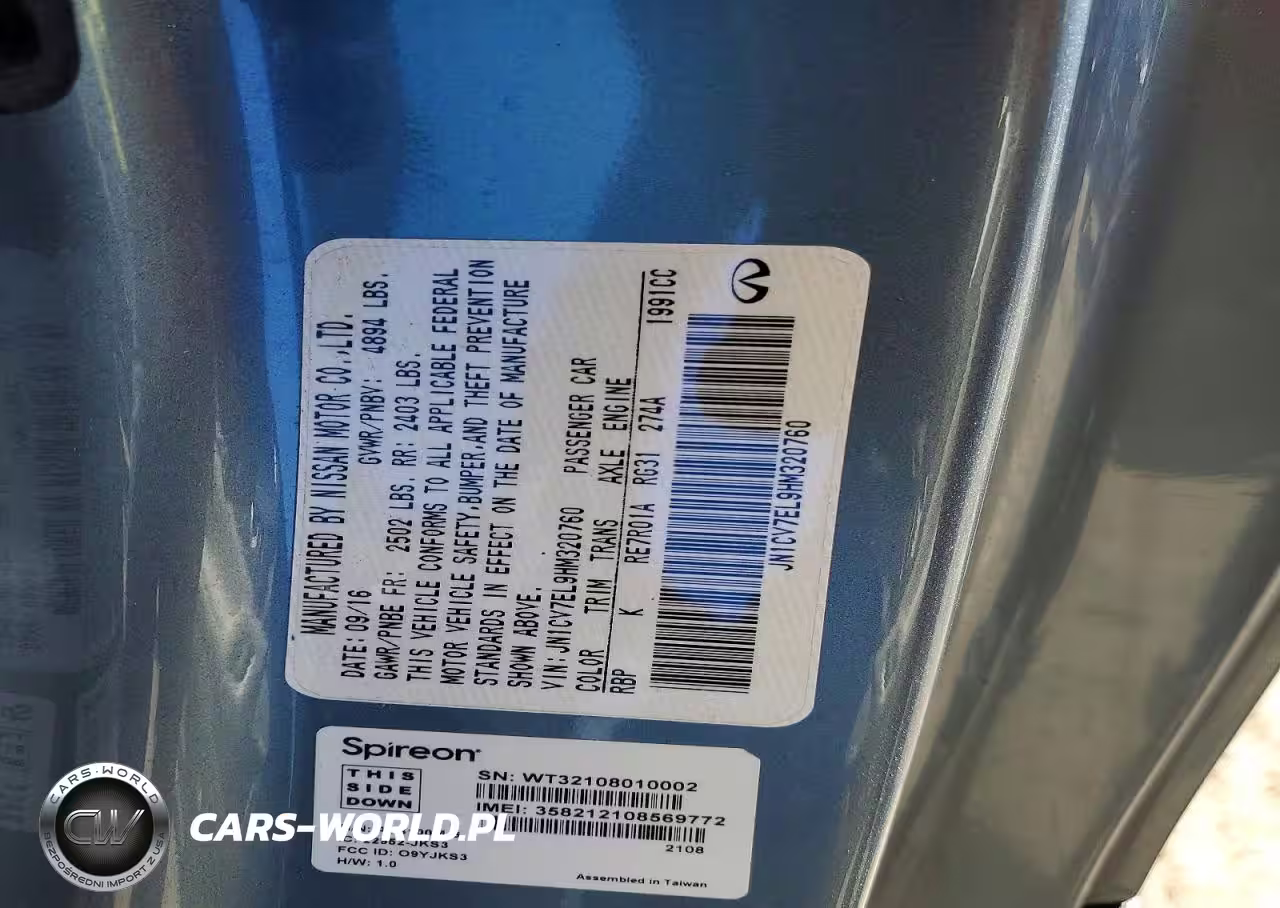 MANUFACTURED BY NISSAN MOTOR CO.,LTD.
DATE: 09/16 GVWR/PNBV: 4894 LBS.
GAWR/PNBE FR: 2502 LBS. RR: 2403 LBS.
THIS VEHICLE CONFORMS TO ALL APPLICABLE FEDERAL
MOTOR VEHICLE SAFETY,BUMPER,AND THEFT PREVENTION
STANDARDS IN EFFECT ON THE DATE OF MANUFACTURE
SHOWN ABOVE.
VIN: JN1CV7EL9HM320760 PASSENGER CAR
COLOR TRIM TRANS AXLE ENGINE
RBP K RE7R01A RG31 274A 1991CC
JN1CV7EL9HM320760
Spireon
THIS
SIDE
DOWN
SN: WT32108010002
IMEI: 358212108569772
2108
FCC ID: O9YJKS3
H/W: 1.0
Assembled in Taiwan
CARS-WORLD
CW
BEZPOŚREDNI IMPORT Z USA
CARS-WORLD.PL